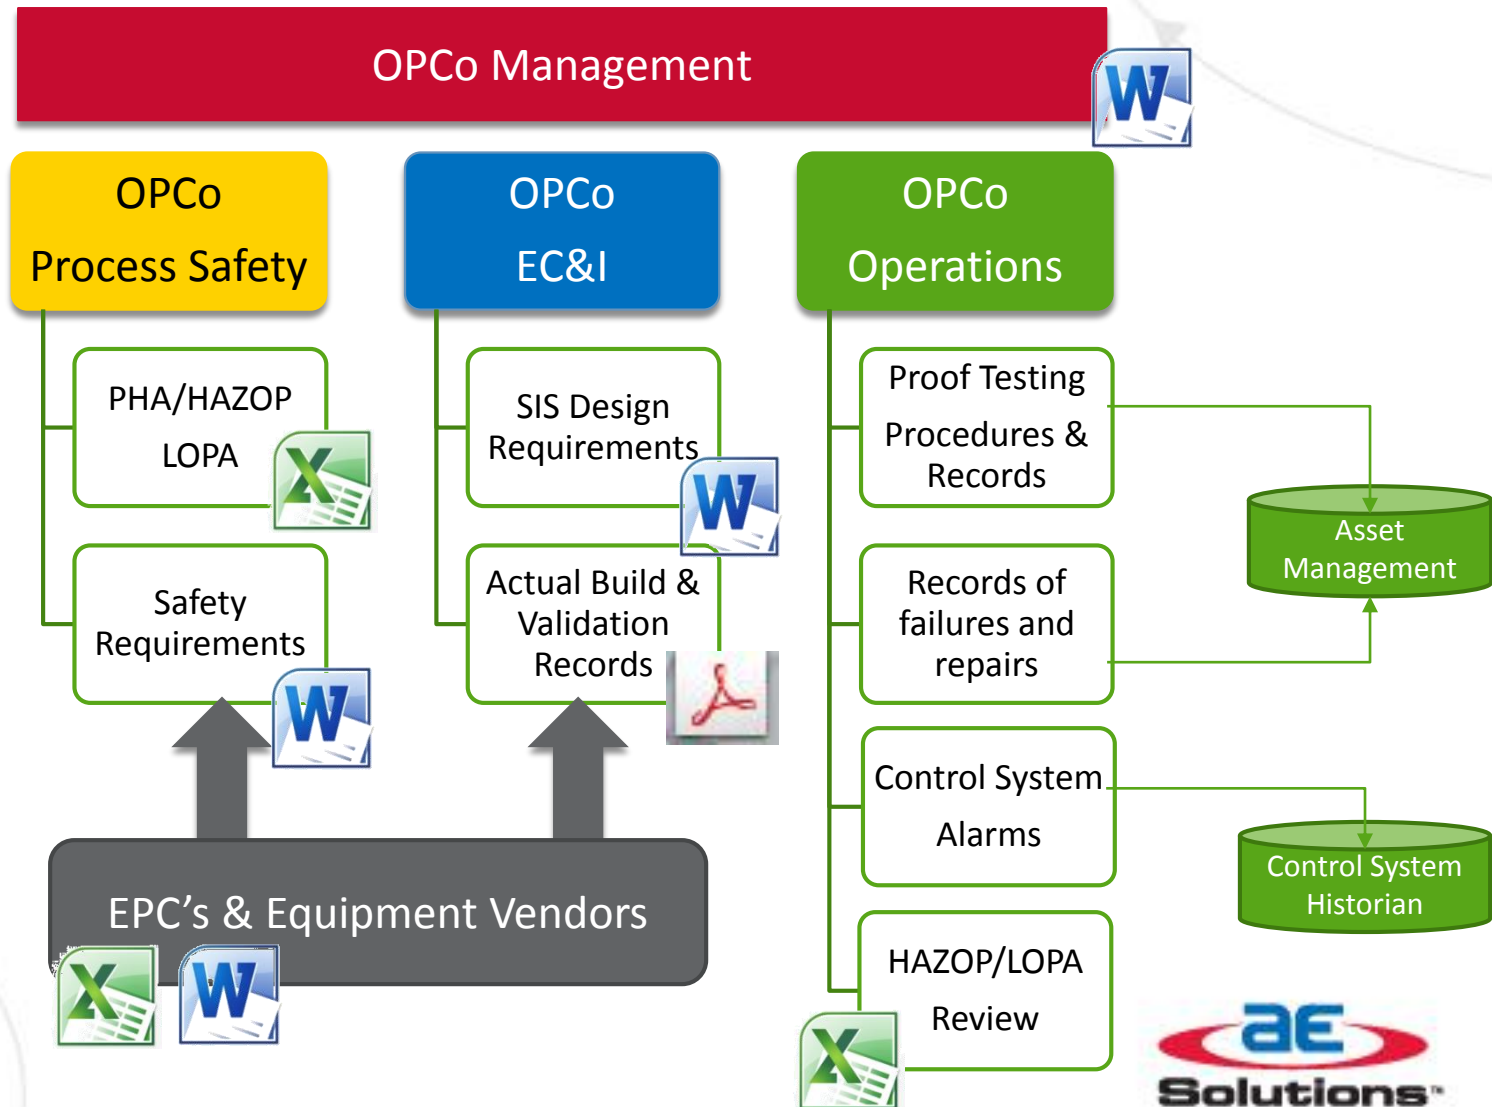 OPCo Management
W
OPCo
Process Safety
PHA/HAZOP
LOPA
X
Safety
Requirements
W
OPCo
EC&I
SIS Design
Requirements
W
Actual Build &
Validation
Records
OPCo
Operations
Proof Testing
Procedures &
Records
Records of
failures and
repairs
Control System
Alarms
HAZOP/LOPA
Review
X
Asset
Management
Control System
Historian
EPC’s & Equipment Vendors
X
W
aE
Solutions™